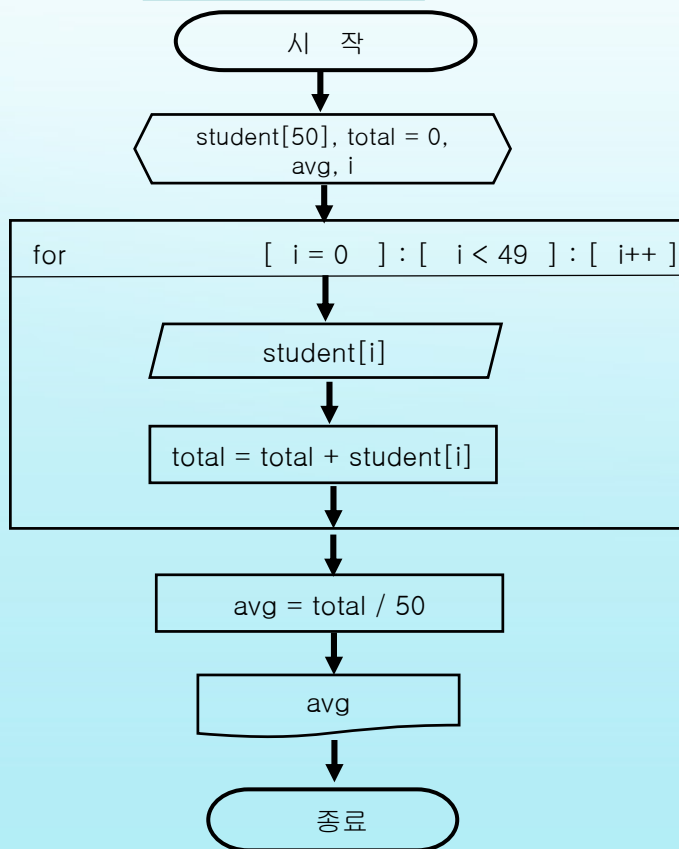 시 작
student[50], total = 0,
avg, i
for [ i = 0 ] : [ i < 49 ] : [ i++ ]
student[i]
total = total + student[i]
avg = total / 50
avg
종료